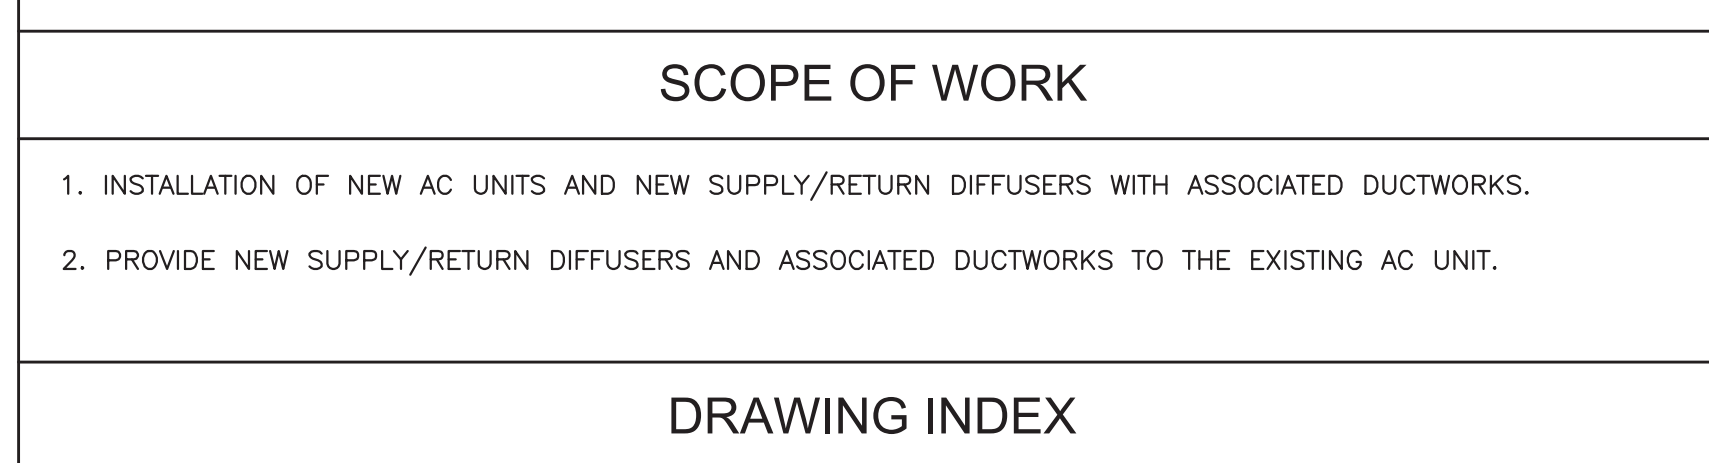 SCOPE OF WORK
1. INSTALLATION OF NEW AC UNITS AND NEW SUPPLY/RETURN DIFFUSERS WITH ASSOCIATED DUCTWORKS.
2. PROVIDE NEW SUPPLY/RETURN DIFFUSERS AND ASSOCIATED DUCTWORKS TO THE EXISTING AC UNIT.
DRAWING INDEX